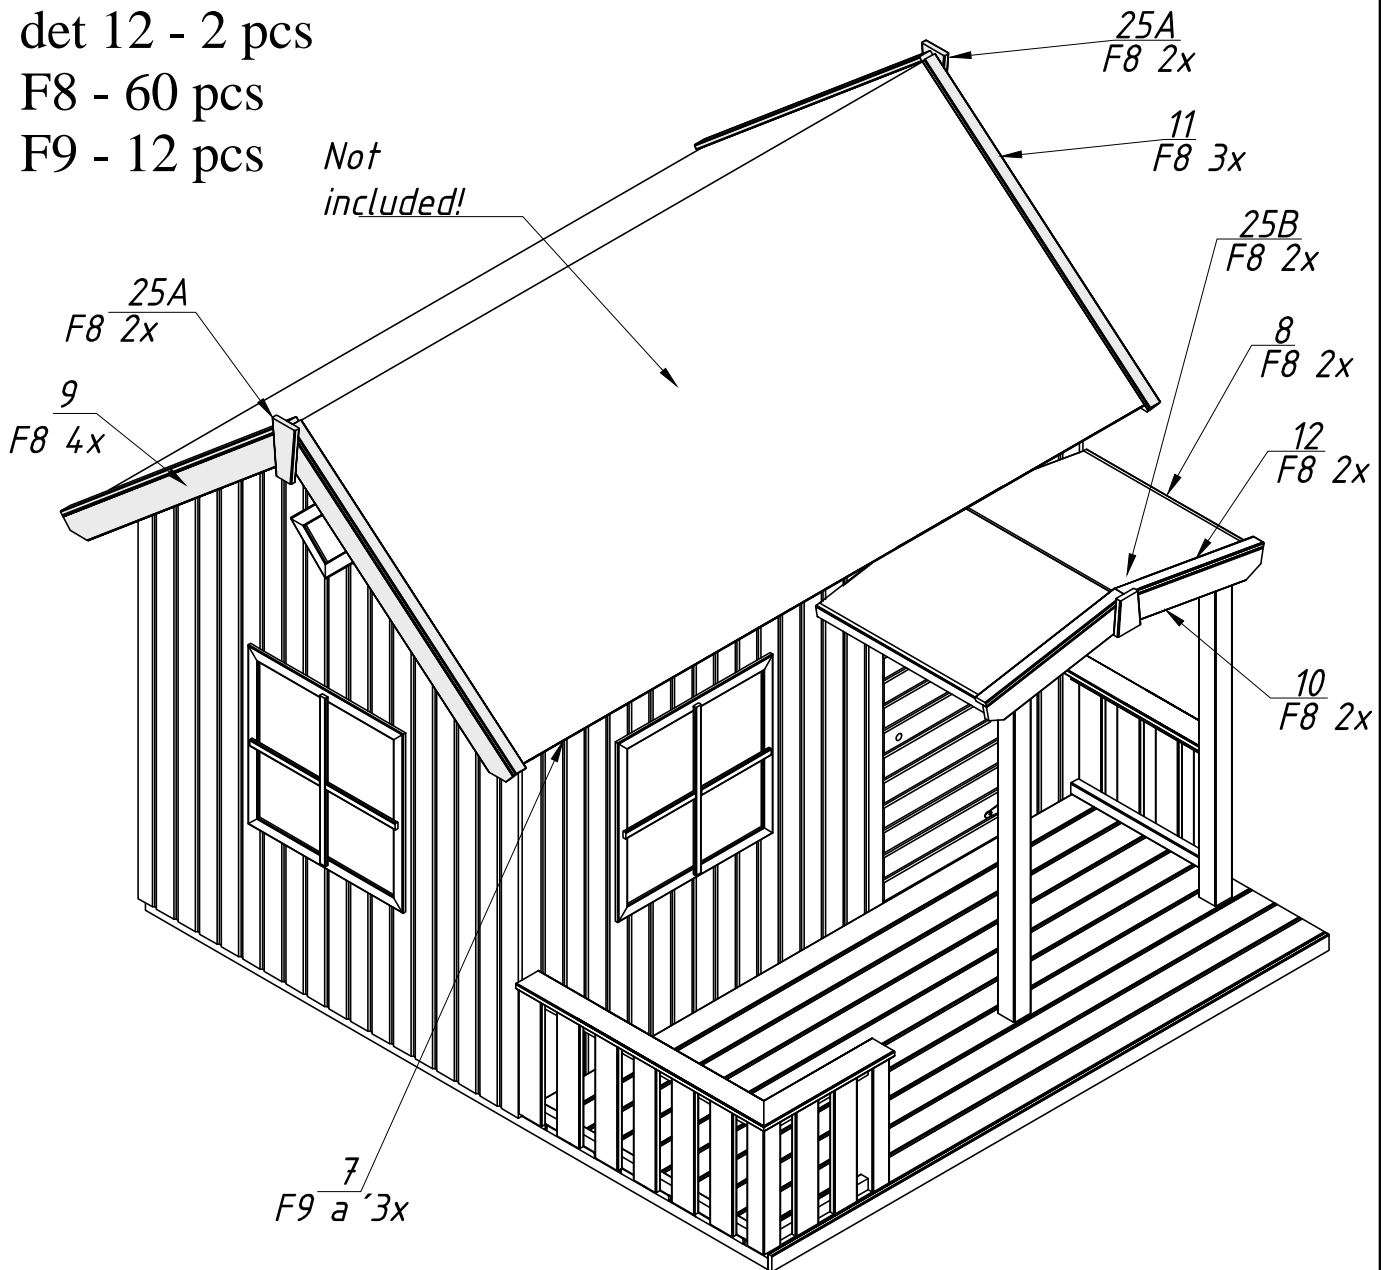 det 12 - 2 pcs
F8 - 60 pcs
F9 - 12 pcs
Not
included!
25A
F8 2x
11
F8 3x
25B
F8 2x
25A
F8 2x
8
F8 2x
9
F8 4x
12
F8 2x
10
F8 2x
7
F9 a´3x